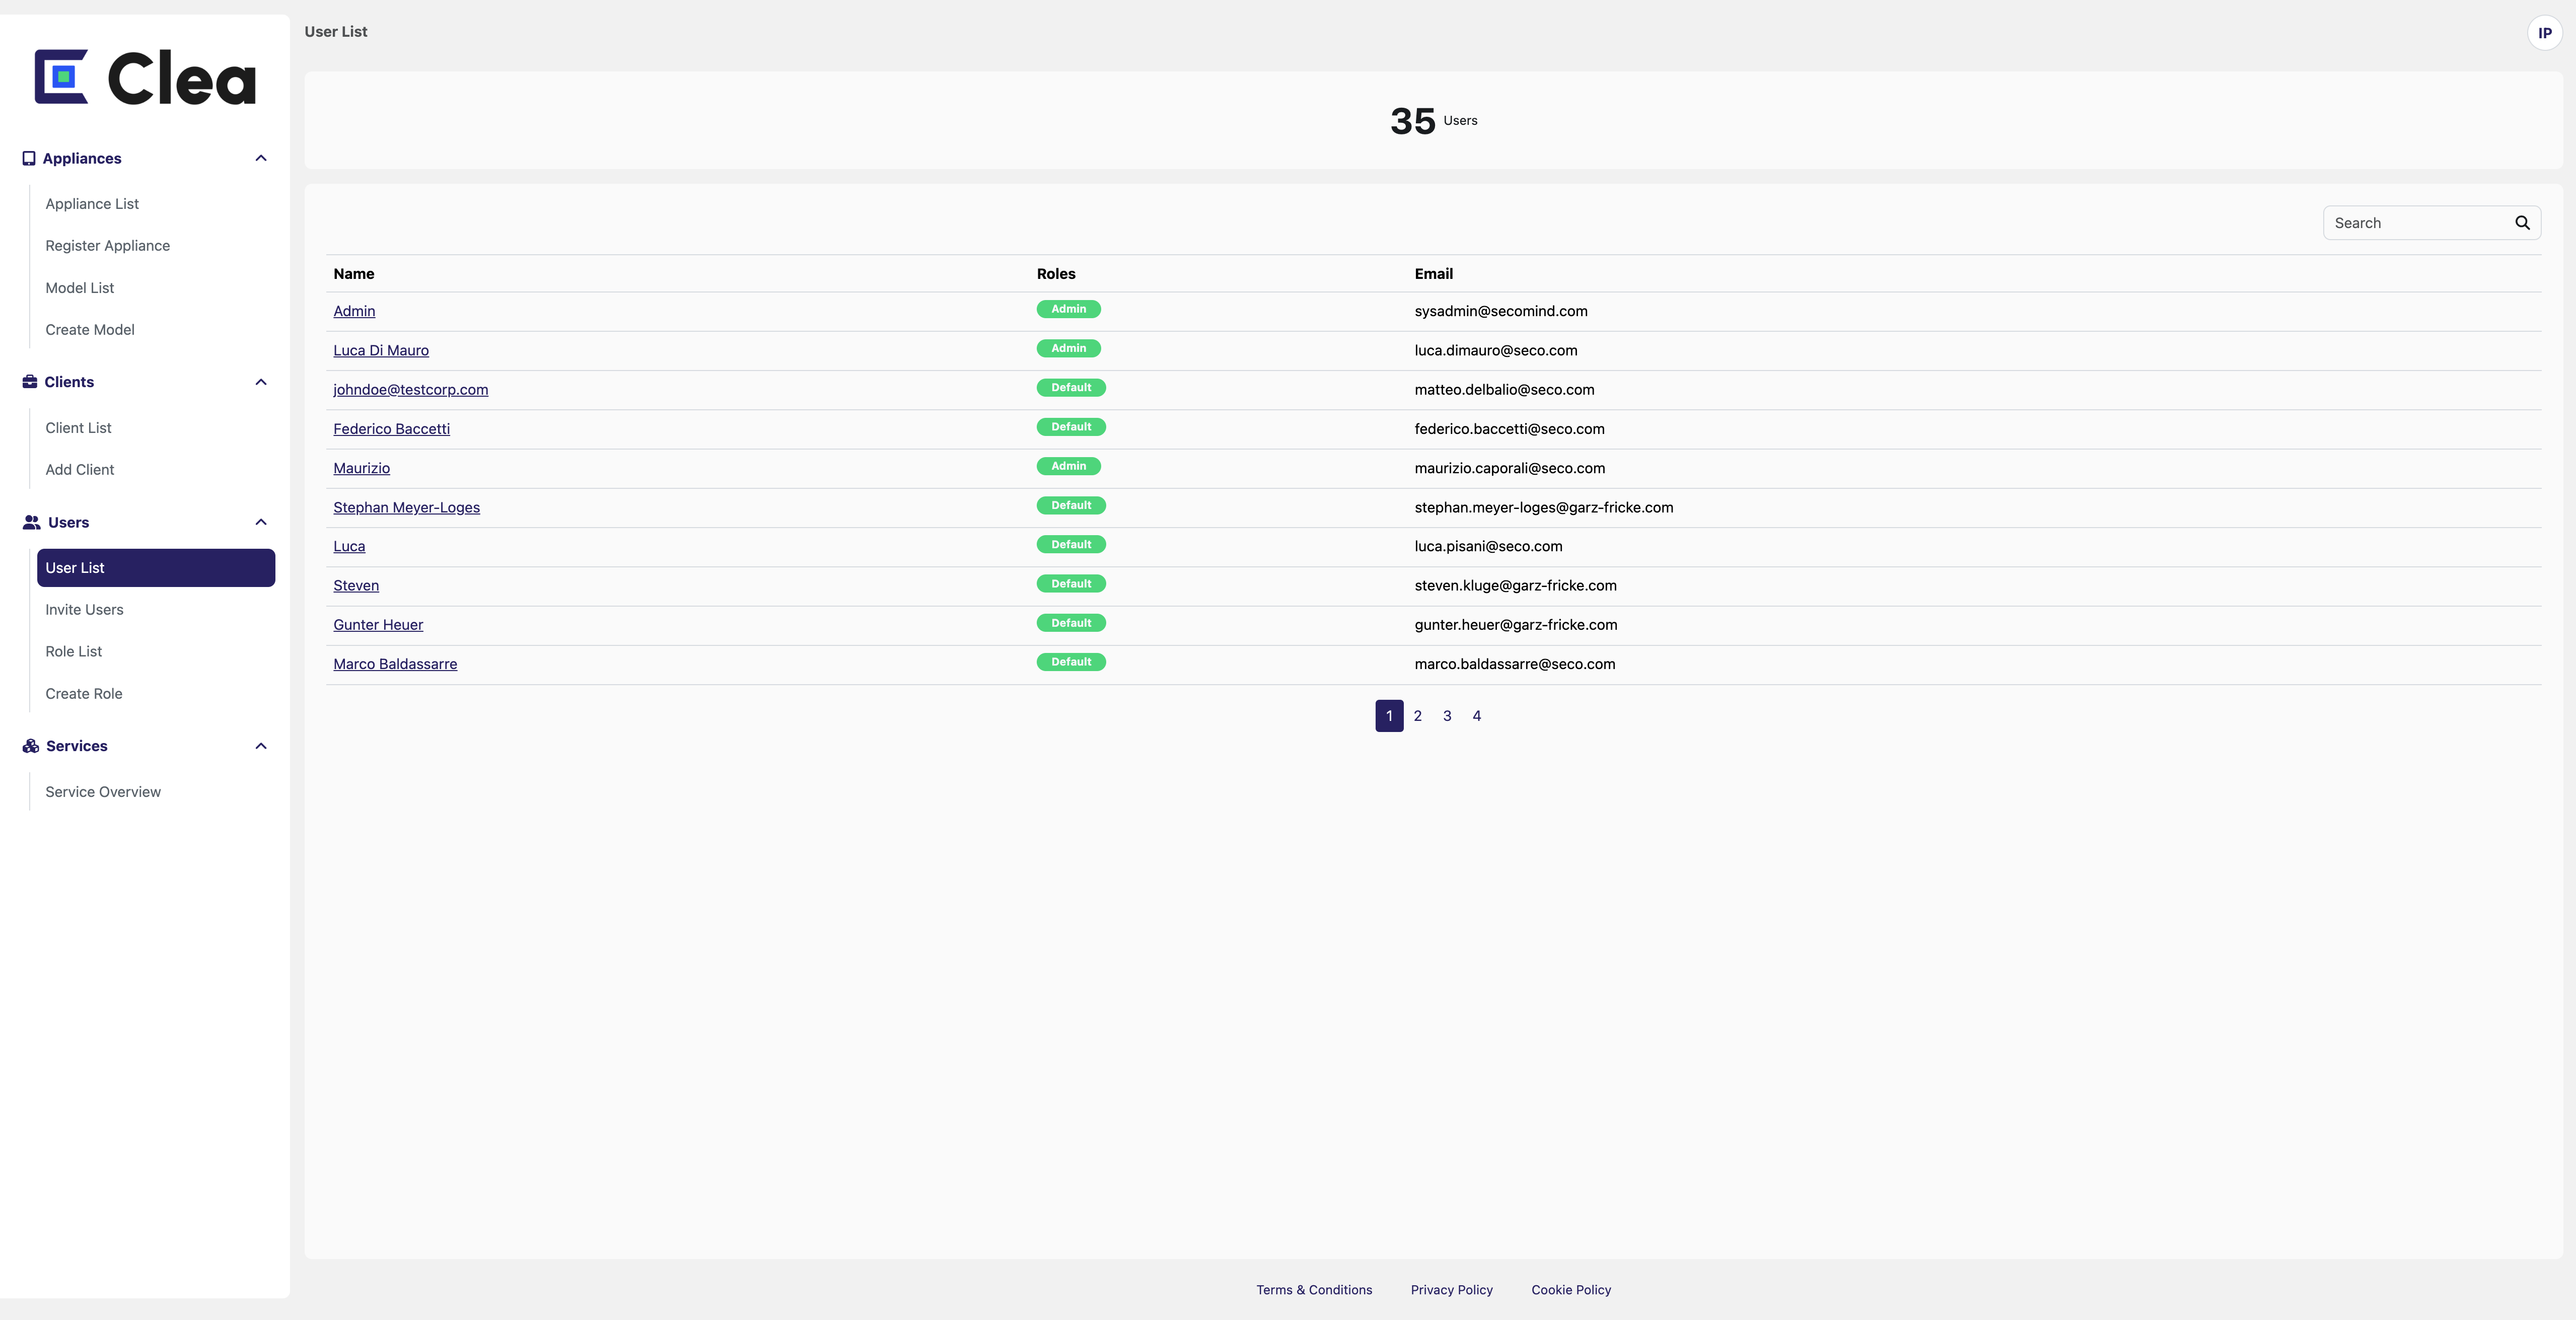 Clea
User List
IP
Appliances
Appliance List
Register Appliance
Model List
Create Model
Clients
Client List
Add Client
Users
User List
Invite Users
Role List
Create Role
Services
Service Overview
35 Users
Search
Name Roles Email
Admin Admin sysadmin@secomind.com
Luca Di Mauro Admin luca.dimauro@seco.com
johndoe@testcorp.com Default matteo.delbalio@seco.com
Federico Baccetti Default federico.baccetti@seco.com
Maurizio Admin maurizio.caporali@seco.com
Stephan Meyer-Loges Default stephan.meyer-loges@garz-fricke.com
Luca Default luca.pisani@seco.com
Steven Default steven.kluge@garz-fricke.com
Gunter Heuer Default gunter.heuer@garz-fricke.com
Marco Baldassarre Default marco.baldassarre@seco.com
1 2 3 4
Terms & Conditions Privacy Policy Cookie Policy